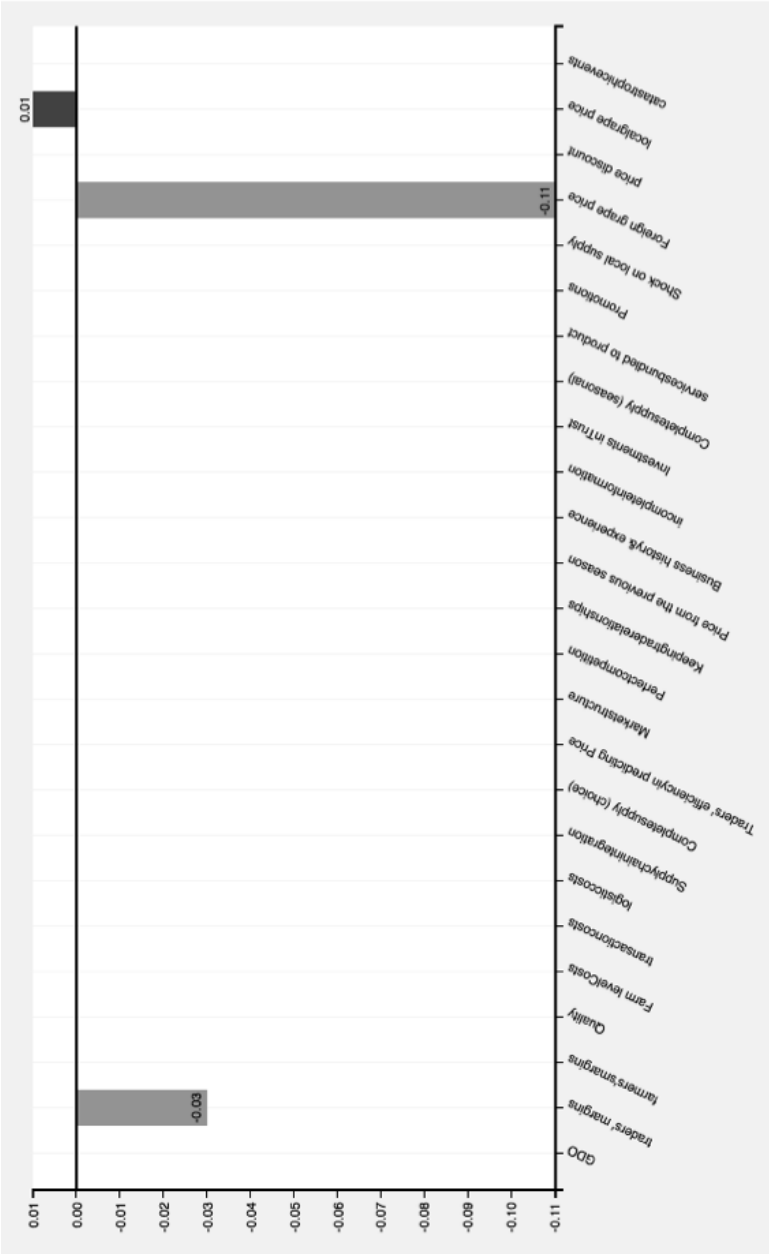 0.01
0.00
-0.01
-0.02
-0.03
-0.04
-0.05
-0.06
-0.07
-0.08
-0.09
-0.10
-0.11
-0.03
-0.11
0.01
GDO
traders' margins
farmers'smargins
Quality
Farm levelCosts
transactioncosts
logisticcosts
Supplychainintegration
Completesupply (choice)
Traders' efficiencyin predicting Price
Marketstructure
Perfectcompetition
Keepingtraderelationships
Price from the previous season
Business history& experience
incompleteinformation
Investments inTrust
Completesupply (seasonal)
servicesbundled to product
Promotions
Shock on local supply
Foreign grape price
price discount
localgrape price
catastrophicevents